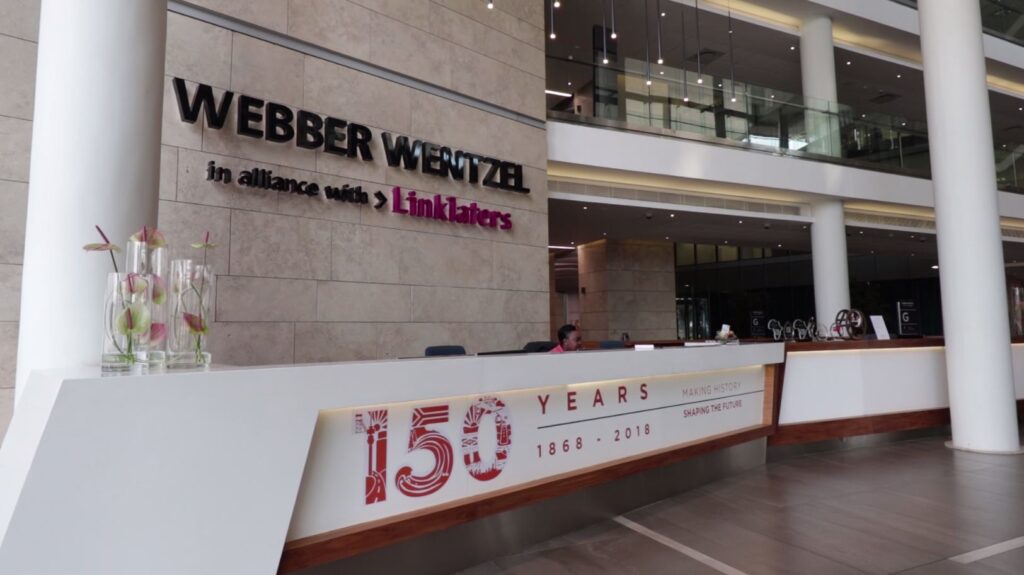 WEBBER WENTZEL
in alliance with > Linklaters
150
YEARS
1868 - 2018
MAKING HISTORY
SHAPING THE FUTURE
G
G